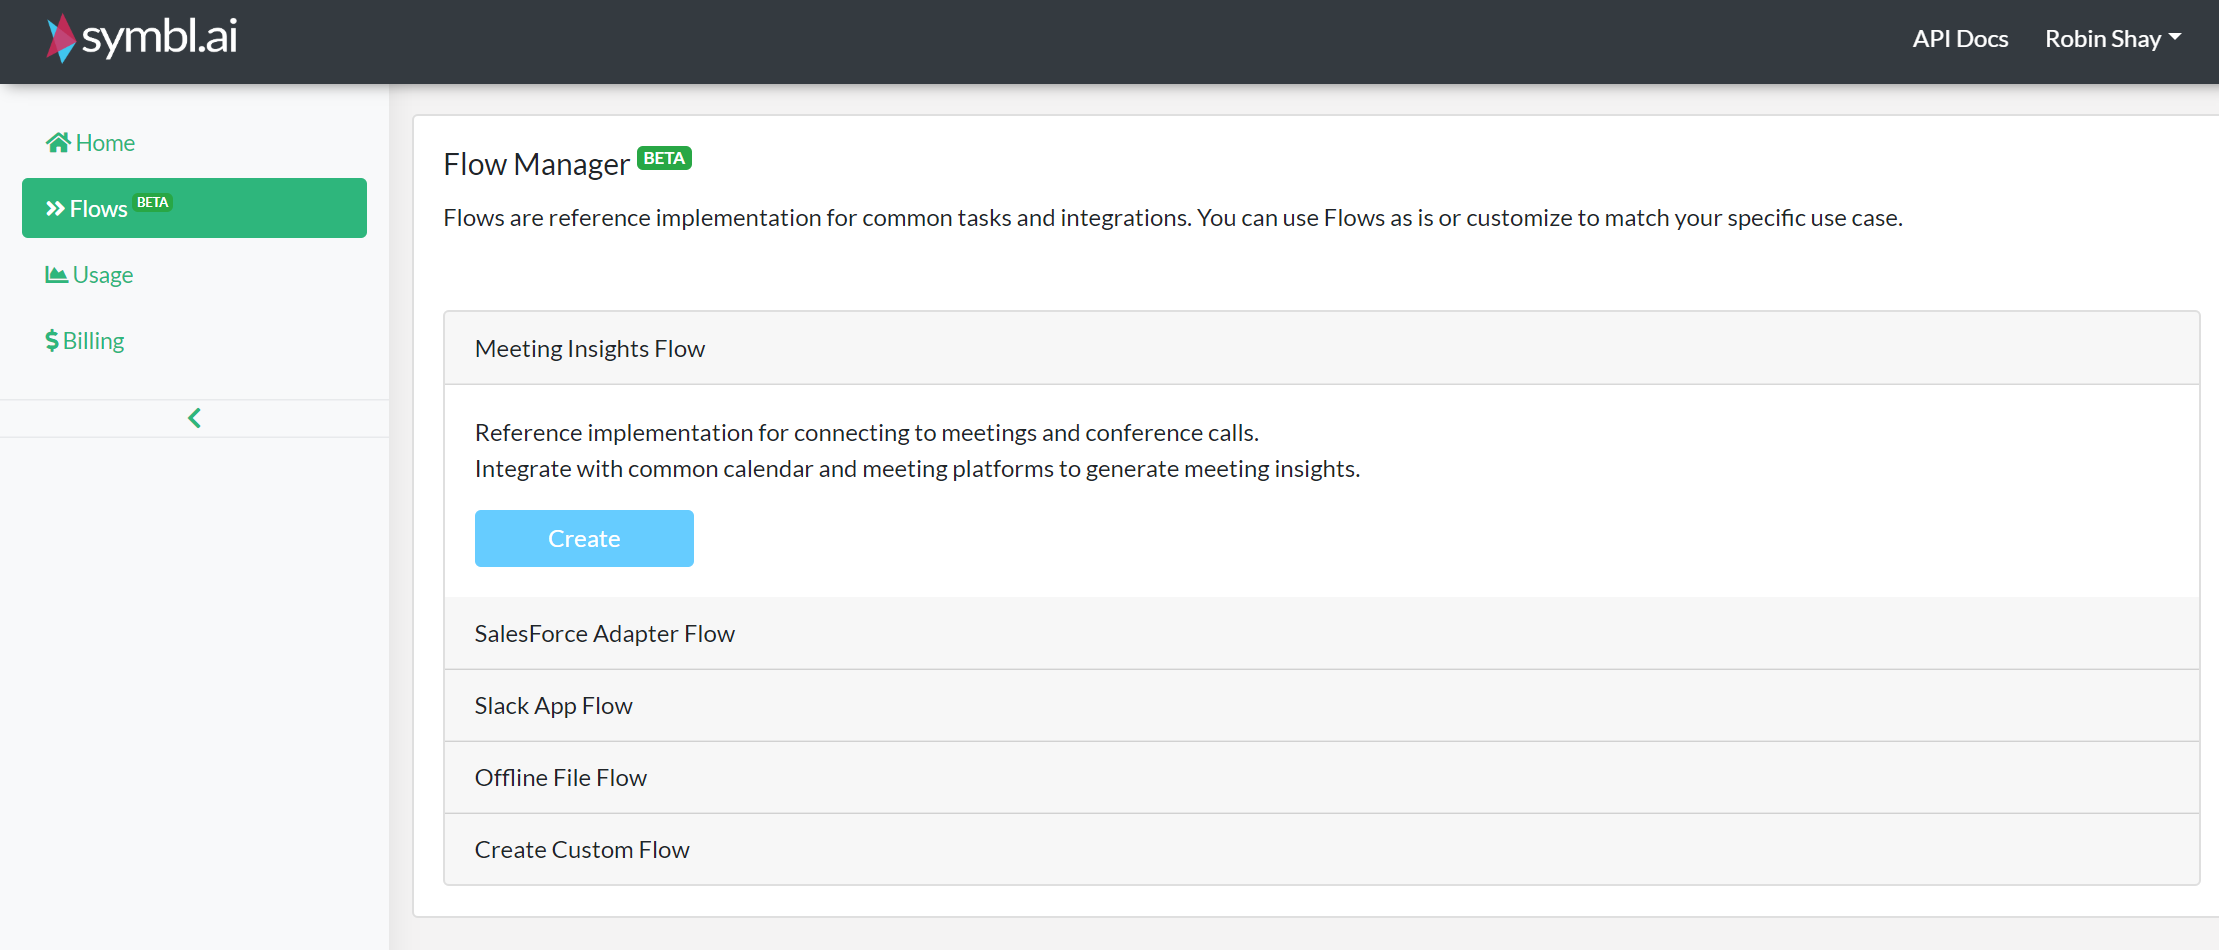 symbl.ai
API Docs
Robin Shay
Home
Flows BETA
Usage
Billing
Flow Manager BETA
Flows are reference implementation for common tasks and integrations. You can use Flows as is or customize to match your specific use case.
Meeting Insights Flow
Reference implementation for connecting to meetings and conference calls.
Integrate with common calendar and meeting platforms to generate meeting insights.
Create
SalesForce Adapter Flow
Slack App Flow
Offline File Flow
Create Custom Flow